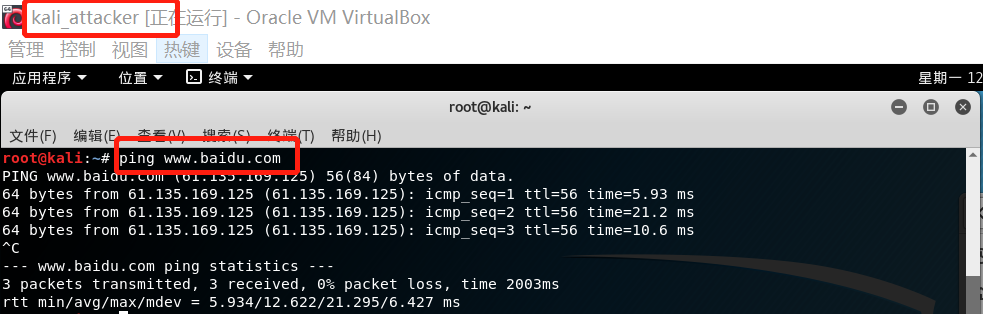 kali_attacker [正在运行] - Oracle VM VirtualBox
管理 控制 视图 热键 设备 帮助
应用程序 位置 终端 星期一 12
root@kali: ~
文件(F) 编辑(E) 查看(V) 搜索(S) 终端(T) 帮助(H)
root@kali:~# ping www.baidu.com
PING www.baidu.com (61.135.169.125) 56(84) bytes of data.
64 bytes from 61.135.169.125 (61.135.169.125): icmp_seq=1 ttl=56 time=5.93 ms
64 bytes from 61.135.169.125 (61.135.169.125): icmp_seq=2 ttl=56 time=21.2 ms
64 bytes from 61.135.169.125 (61.135.169.125): icmp_seq=3 ttl=56 time=10.6 ms
^C
--- www.baidu.com ping statistics ---
3 packets transmitted, 3 received, 0% packet loss, time 2003ms
rtt min/avg/max/mdev = 5.934/12.622/21.295/6.427 ms